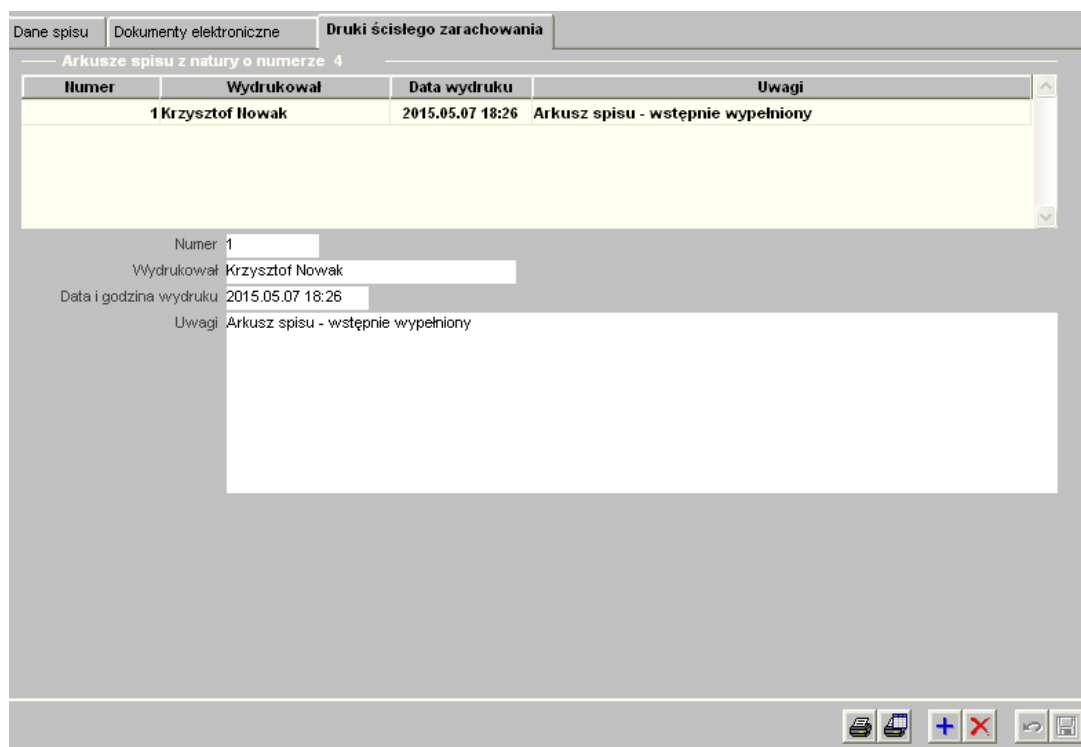 Dane spisu Dokumenty elektroniczne Druki ścisłego zarachowania
Arkusze spisu z natury o numerze 4
Numer Wydrukował Data wydruku Uwagi
1 Krzysztof Nowak 2015.05.07 18:26 Arkusz spisu - wstępnie wypełniony
Numer 1
Wydrukował Krzysztof Nowak
Data i godzina wydruku 2015.05.07 18:26
Uwagi Arkusz spisu - wstępnie wypełniony